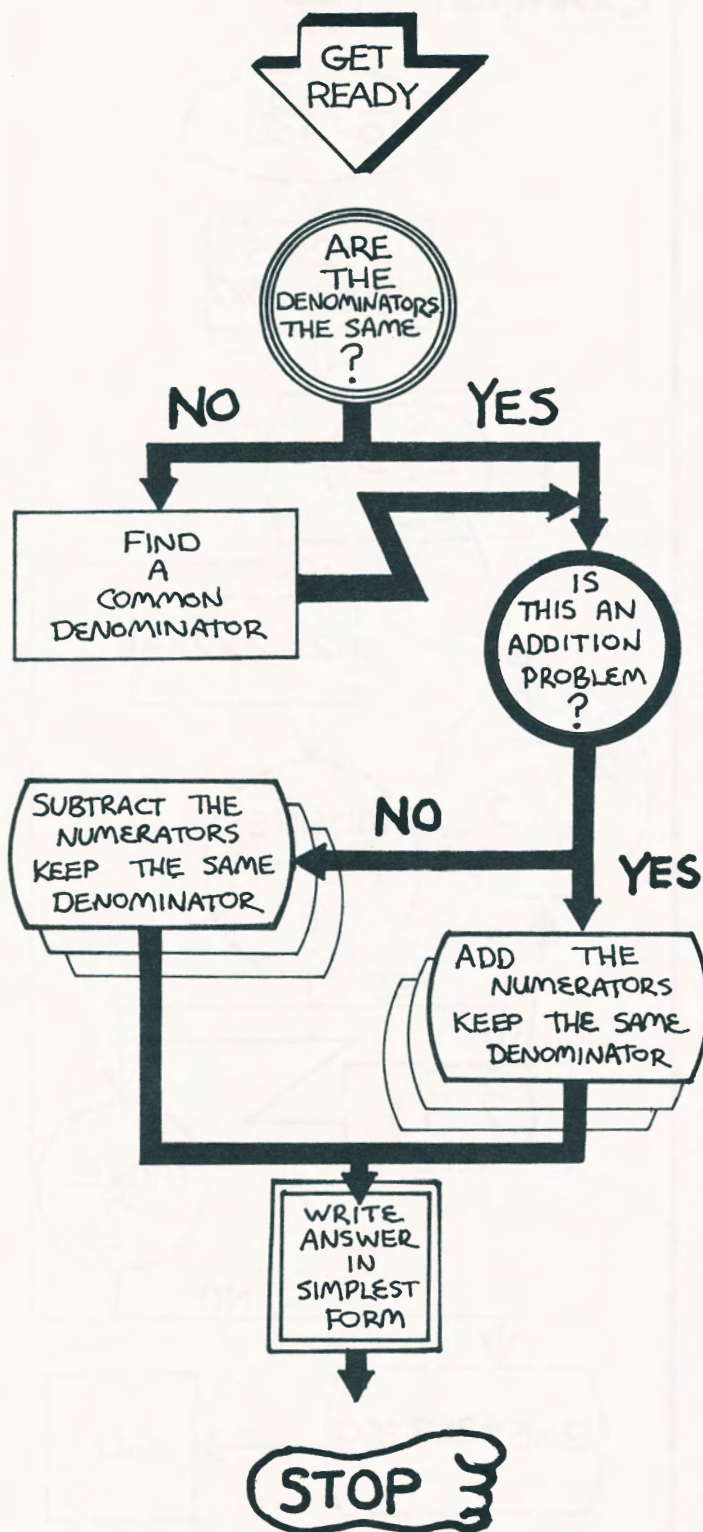 GET
READY
ARE
THE
DENOMINATORS
THE SAME
?
NO
YES
FIND
A
COMMON
DENOMINATOR
IS
THIS AN
ADDITION
PROBLEM
?
SUBTRACT THE
NUMERATORS
KEEP THE SAME
DENOMINATOR
NO
YES
ADD THE
NUMERATORS
KEEP THE SAME
DENOMINATOR
WRITE
ANSWER
IN
SIMPLEST
FORM
STOP